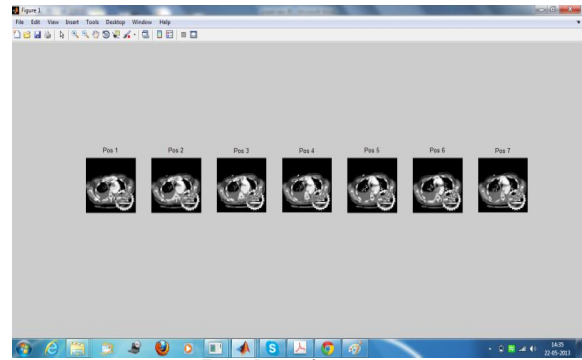 Figure 1
File Edit View Insert Tools Desktop Window Help
Pos 1 Pos 2 Pos 3 Pos 4 Pos 5 Pos 6 Pos 7
14:35
22-05-2013